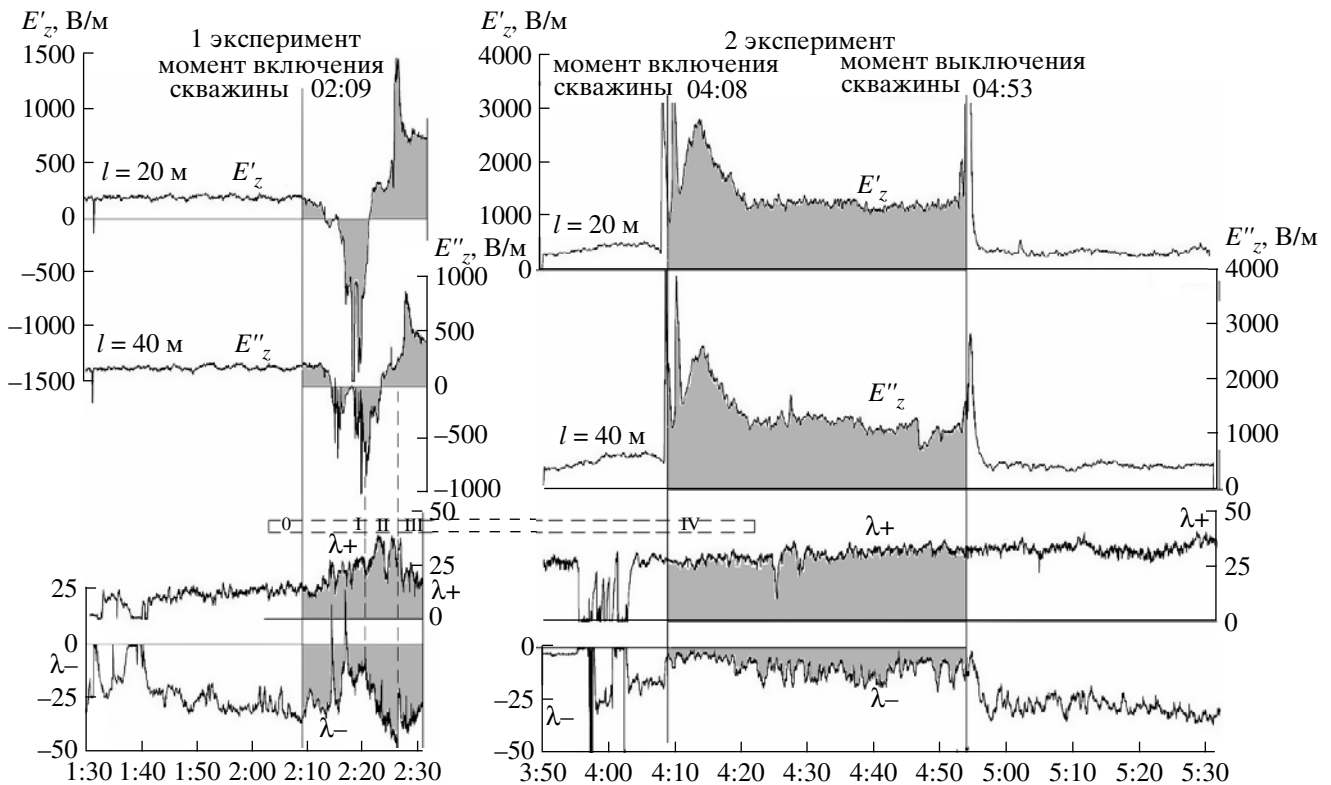 E'z, В/м
1 эксперимент
момент включения
скважины 02:09
1500
1000
500
0
–500
–1000
–1500
l = 20 м
E'z
E''z, В/м
1000
500
0
–500
–1000
l = 40 м
E''z
0 I II III
50
25
0
λ+
λ+
25
0
–25
–50
λ–
λ–
1:30 1:40 1:50 2:00 2:10 2:20 2:30
E'z, В/м
2 эксперимент
момент включения
скважины 04:08
момент выключения
скважины 04:53
4000
3000
2000
1000
0
l = 20 м
E'z
E''z, В/м
4000
3000
2000
1000
0
l = 40 м
E''z
IV
λ+
λ+
50
25
0
0
–25
–50
λ–
λ–
3:50 4:00 4:10 4:20 4:30 4:40 4:50 5:00 5:10 5:20 5:30